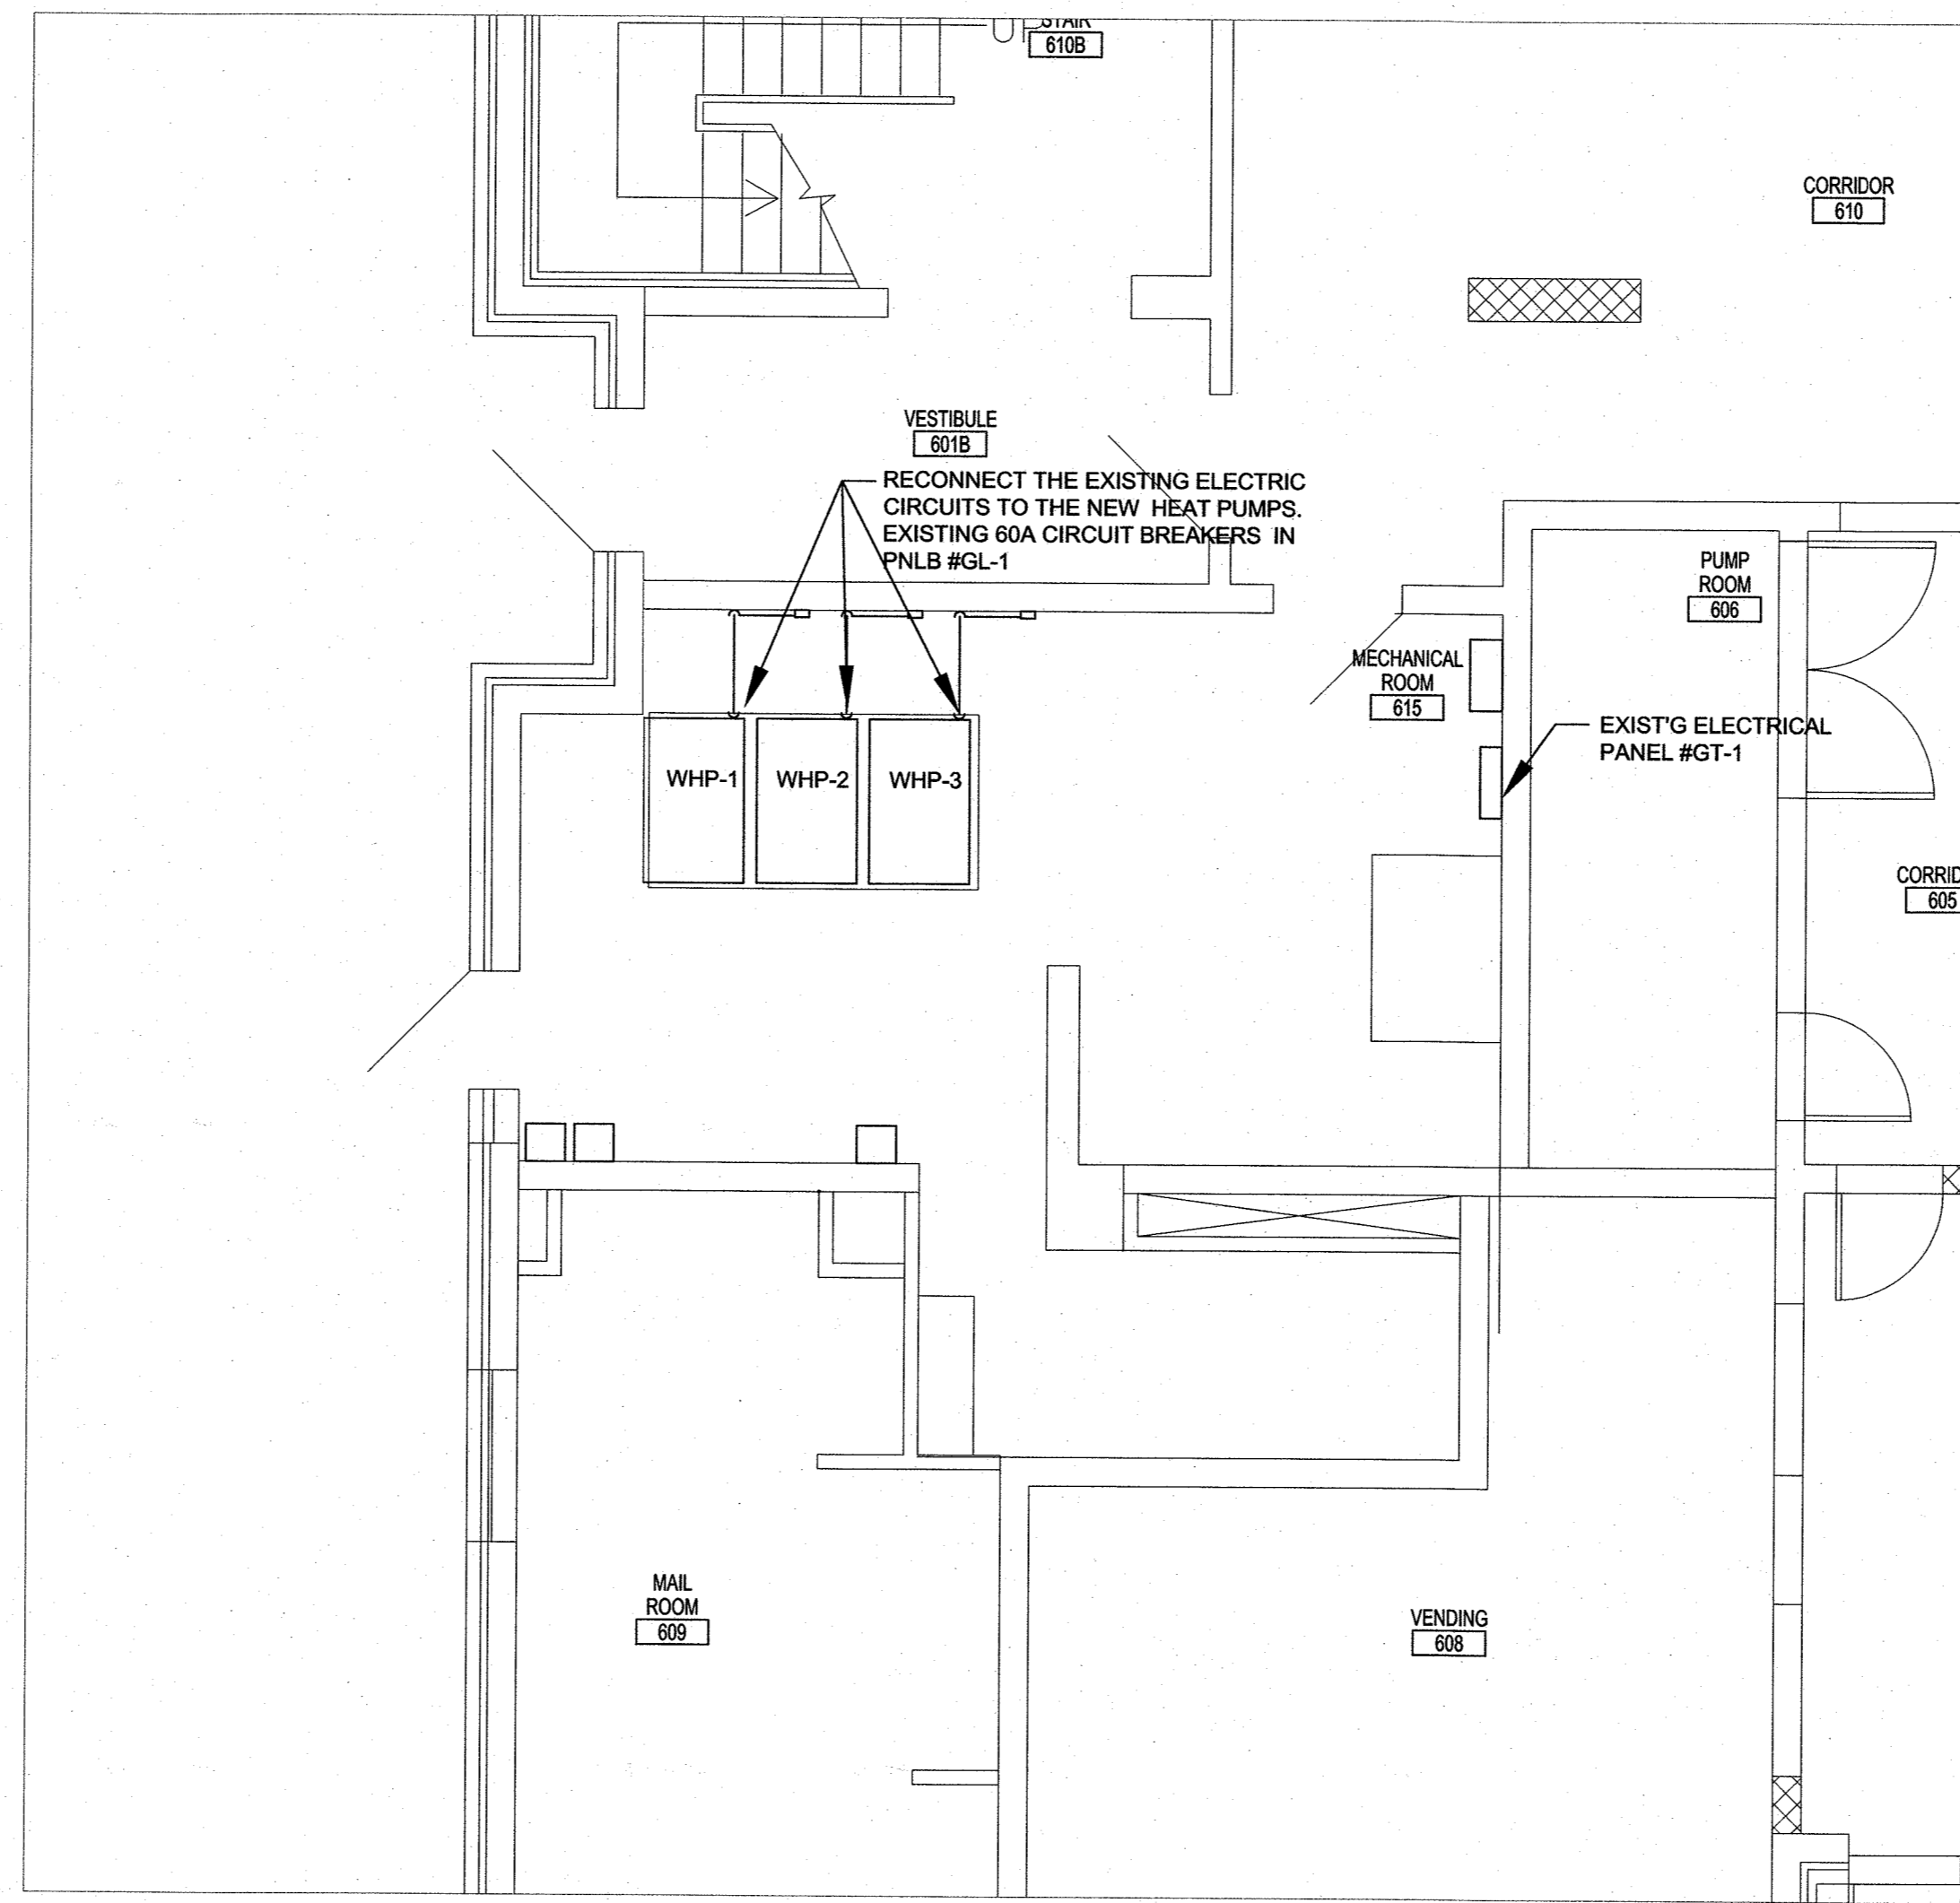 STAIR
610B
CORRIDOR
610
VESTIBULE
601B
RECONNECT THE EXISTING ELECTRIC
CIRCUITS TO THE NEW HEAT PUMPS.
EXISTING 60A CIRCUIT BREAKERS IN
PNLB #GL-1
PUMP
ROOM
606
MECHANICAL
ROOM
615
EXIST'G ELECTRICAL
PANEL #GT-1
WHP-1
WHP-2
WHP-3
CORRID
605
MAIL
ROOM
609
VENDING
608